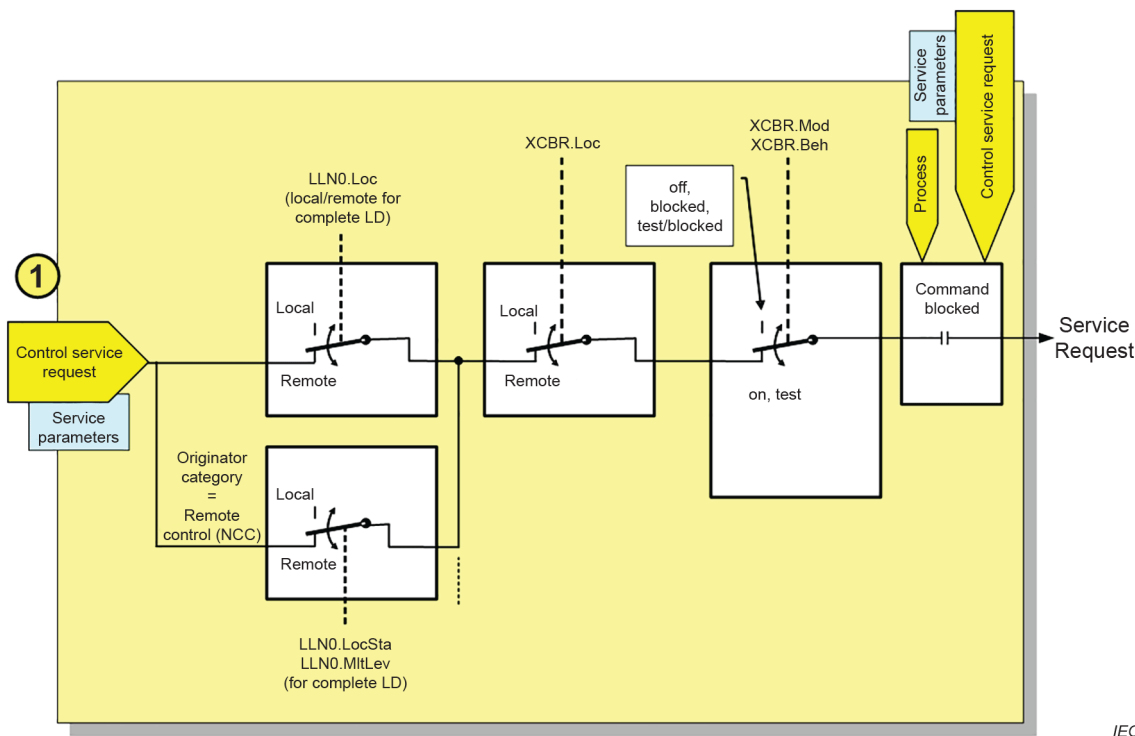 Service
parameters
Control service request
Process
XCBR.Mod
XCBR.Beh
XCBR.Loc
LLN0.Loc
(local/remote for
complete LD)
off,
blocked,
test/blocked
1
Local
Remote
Local
Remote
on, test
Command
blocked
Service
Request
Control service
request
Service
parameters
Originator
category
=
Remote
control (NCC)
Local
Remote
LLN0.LocSta
LLN0.MltLev
(for complete LD)
IEC